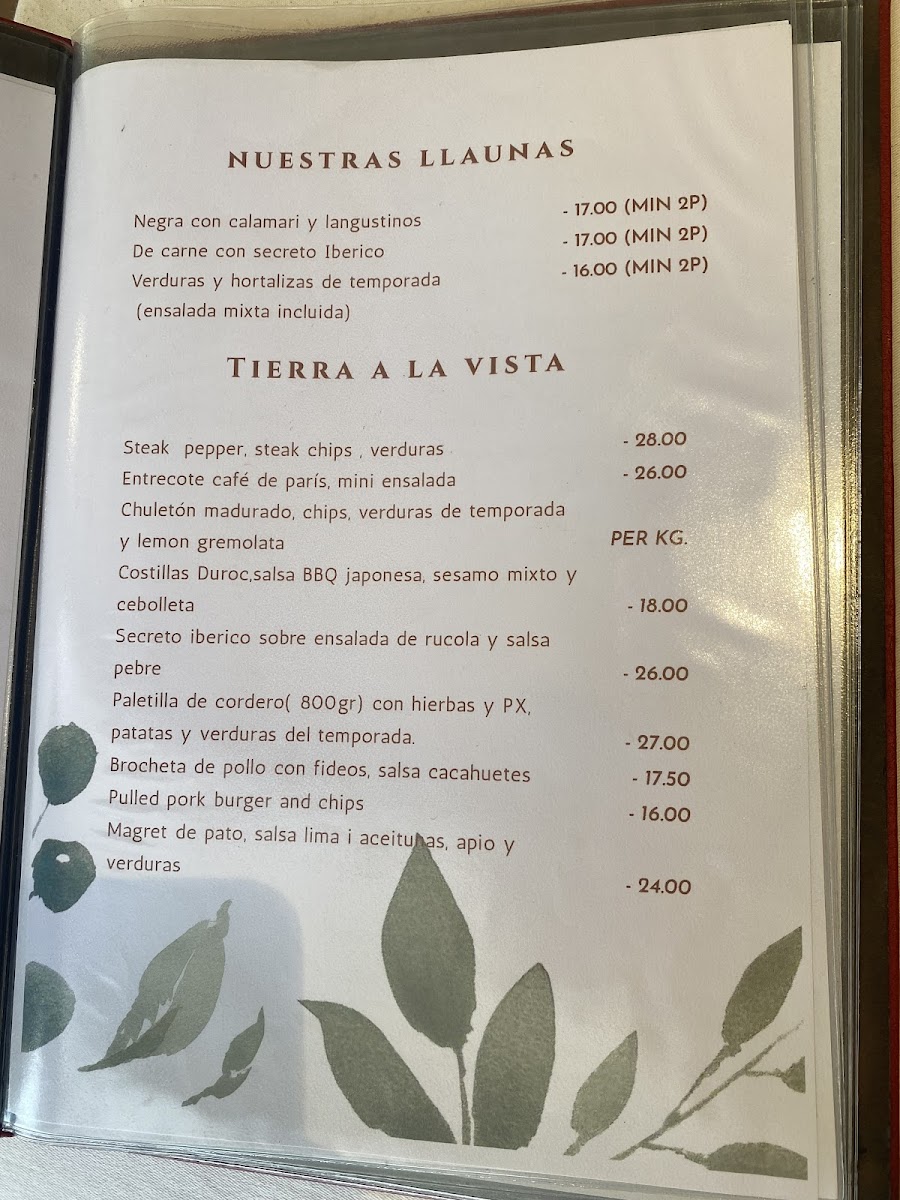 NUESTRAS LLAUNAS
Negra con calamari y langustinos - 17.00 (MIN 2P)
De carne con secreto Iberico - 17.00 (MIN 2P)
Verduras y hortalizas de temporada - 16.00 (MIN 2P)
(ensalada mixta incluida)
TIERRA A LA VISTA
Steak pepper, steak chips , verduras - 28.00
Entrecote café de parís, mini ensalada - 26.00
Chuletón madurado, chips, verduras de temporada
y lemon gremolata PER KG.
Costillas Duroc,salsa BBQ japonesa, sesamo mixto y
cebolleta - 18.00
Secreto iberico sobre ensalada de rucola y salsa
pebre - 26.00
Paletilla de cordero( 800gr) con hierbas y PX,
patatas y verduras del temporada. - 27.00
Brocheta de pollo con fideos, salsa cacahuetes - 17.50
Pulled pork burger and chips - 16.00
Magret de pato, salsa lima i aceitunas, apio y
verduras - 24.00